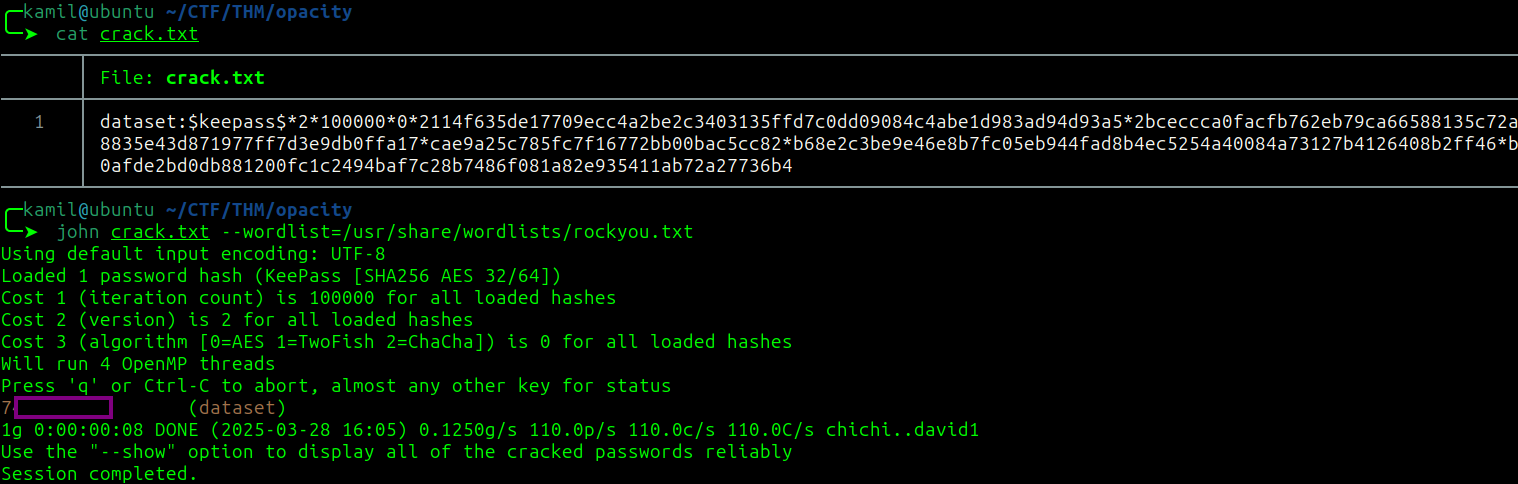 kamil@ubuntu ~/CTF/THM/opacity
cat crack.txt
File: crack.txt
1 dataset:$keepass$*2*100000*0*2114f635de17709ecc4a2be2c3403135ffd7c0dd09084c4abe1d983ad94d93a5*2bceccca0facfb762eb79ca66588135c72a
8835e43d871977ff7d3e9db0ffa17*cae9a25c785fc7f16772bb00bac5cc82*b68e2c3be9e46e8b7fc05eb944fad8b4ec5254a40084a73127b4126408b2ff46*b
0afde2bd0db881200fc1c2494baf7c28b7486f081a82e935411ab72a27736b4
kamil@ubuntu ~/CTF/THM/opacity
john crack.txt --wordlist=/usr/share/wordlists/rockyou.txt
Using default input encoding: UTF-8
Loaded 1 password hash (KeePass [SHA256 AES 32/64])
Cost 1 (iteration count) is 100000 for all loaded hashes
Cost 2 (version) is 2 for all loaded hashes
Cost 3 (algorithm [0=AES 1=TwoFish 2=ChaCha]) is 0 for all loaded hashes
Will run 4 OpenMP threads
Press 'q' or Ctrl-C to abort, almost any other key for status
7 (dataset)
1g 0:00:00:08 DONE (2025-03-28 16:05) 0.1250g/s 110.0p/s 110.0c/s 110.0C/s chichi..david1
Use the "--show" option to display all of the cracked passwords reliably
Session completed.